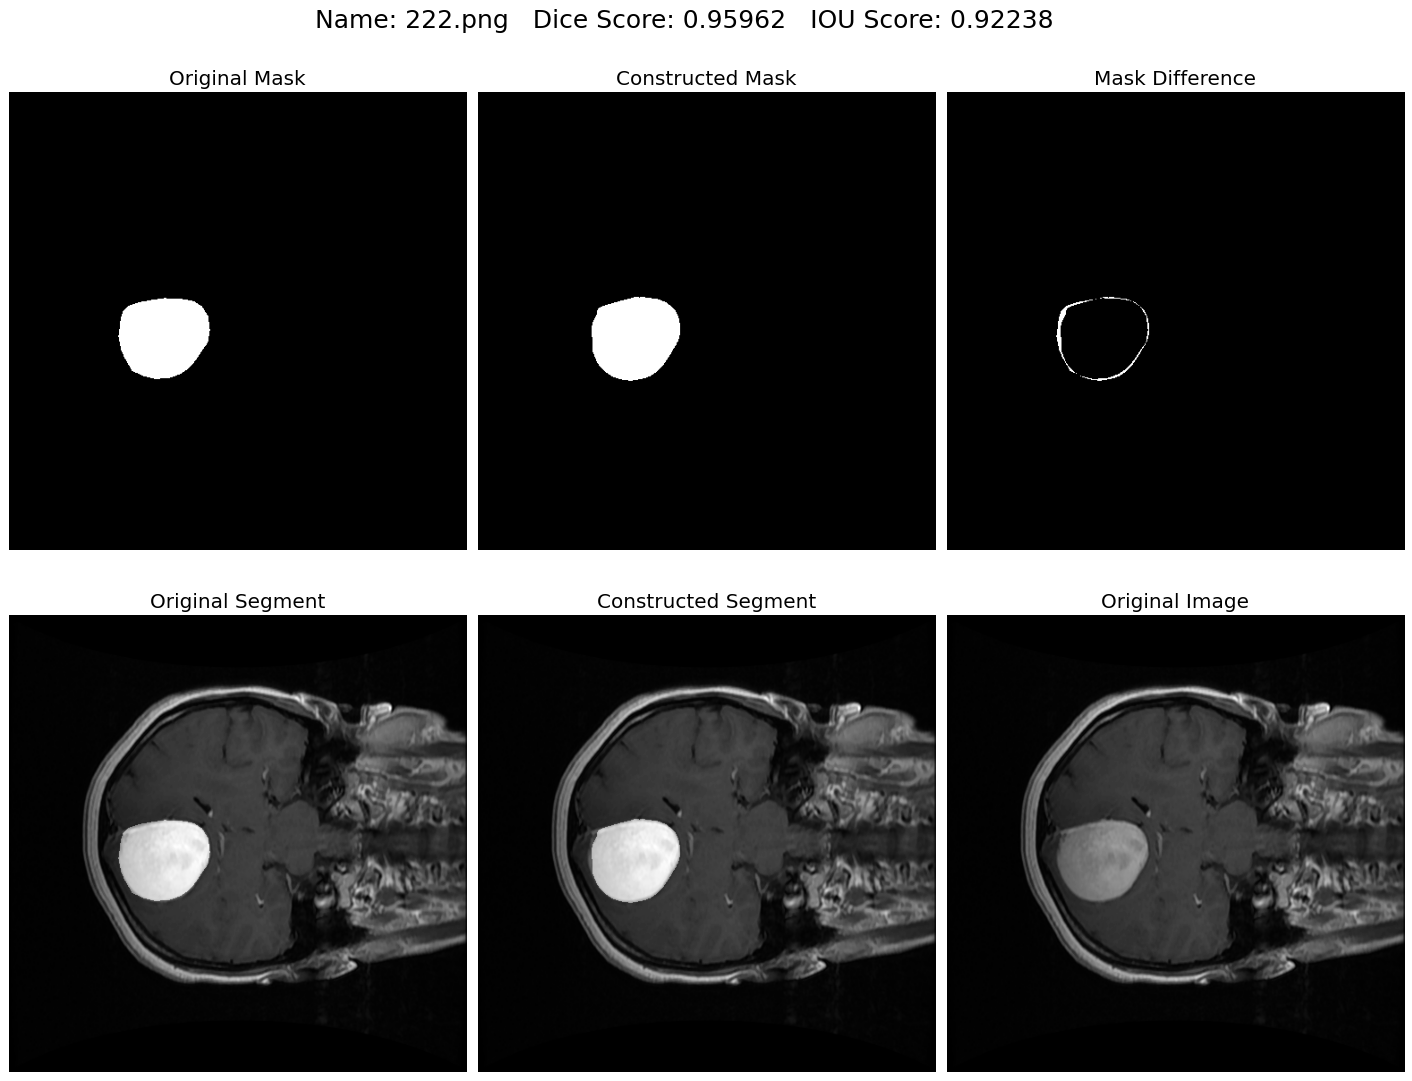 Name: 222.png   Dice Score: 0.95962   IOU Score: 0.92238
Original Mask
Constructed Mask
Mask Difference
Original Segment
Constructed Segment
Original Image